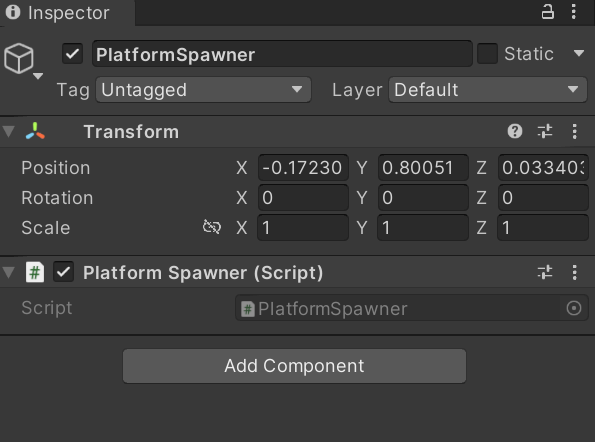 Inspector
PlatformSpawner Static
Tag Untagged Layer Default
Transform
Position X -0.17230 Y 0.80051 Z 0.033403
Rotation X 0 Y 0 Z 0
Scale X 1 Y 1 Z 1
# Platform Spawner (Script)
Script # PlatformSpawner
Add Component